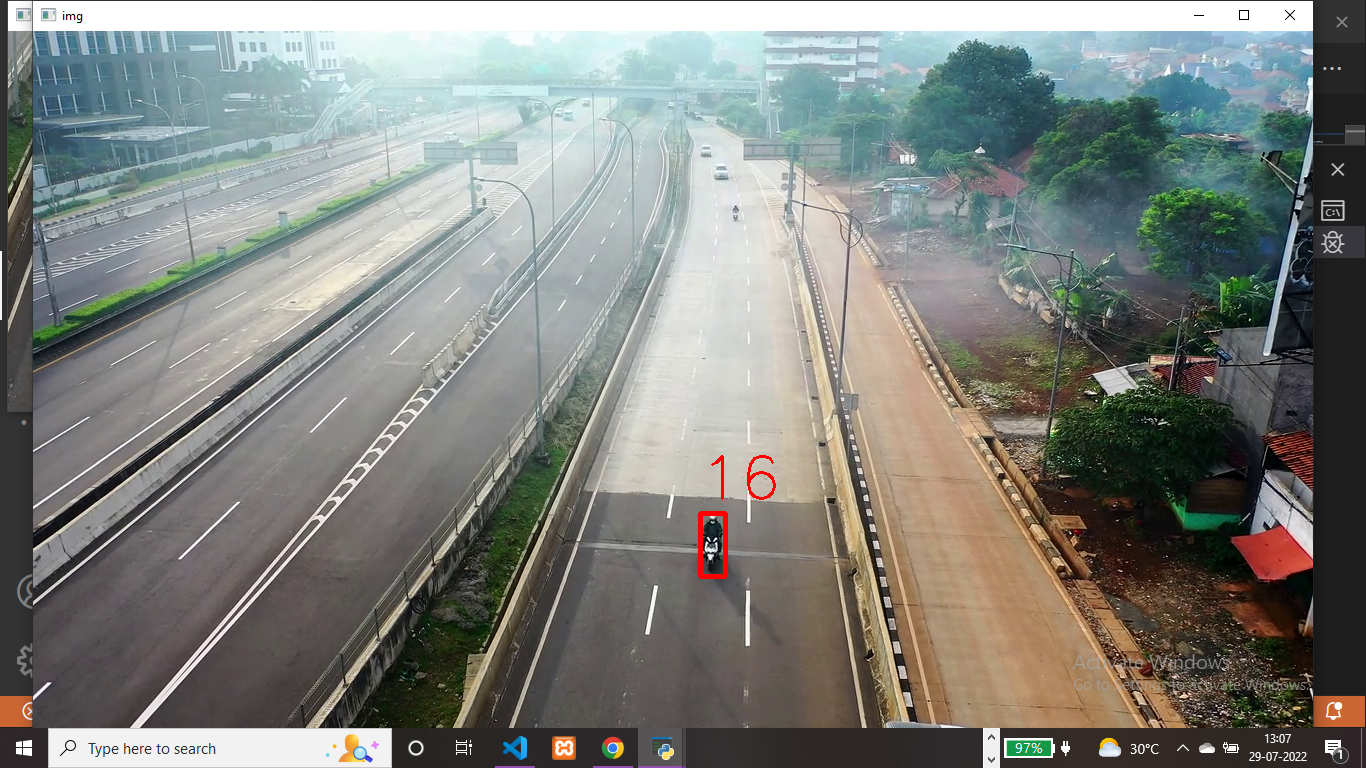 img
16
Activate Windows
Go to Settings to activate Windows.
Type here to search
97%
30°C
13:07
29-07-2022
1